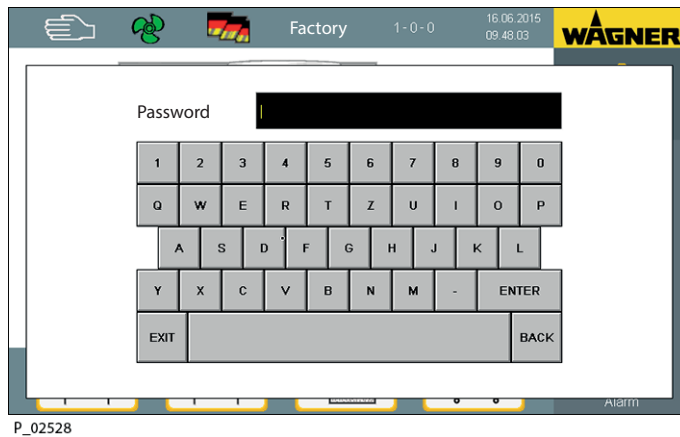 Factory
1-0-0
16.06.2015
09.48.03
WAGNER
Password
1 2 3 4 5 6 7 8 9 0
Q W E R T Z U I O P
A S D F G H J K L
Y X C V B N M - ENTER
EXIT BACK
Alarm
P_02528